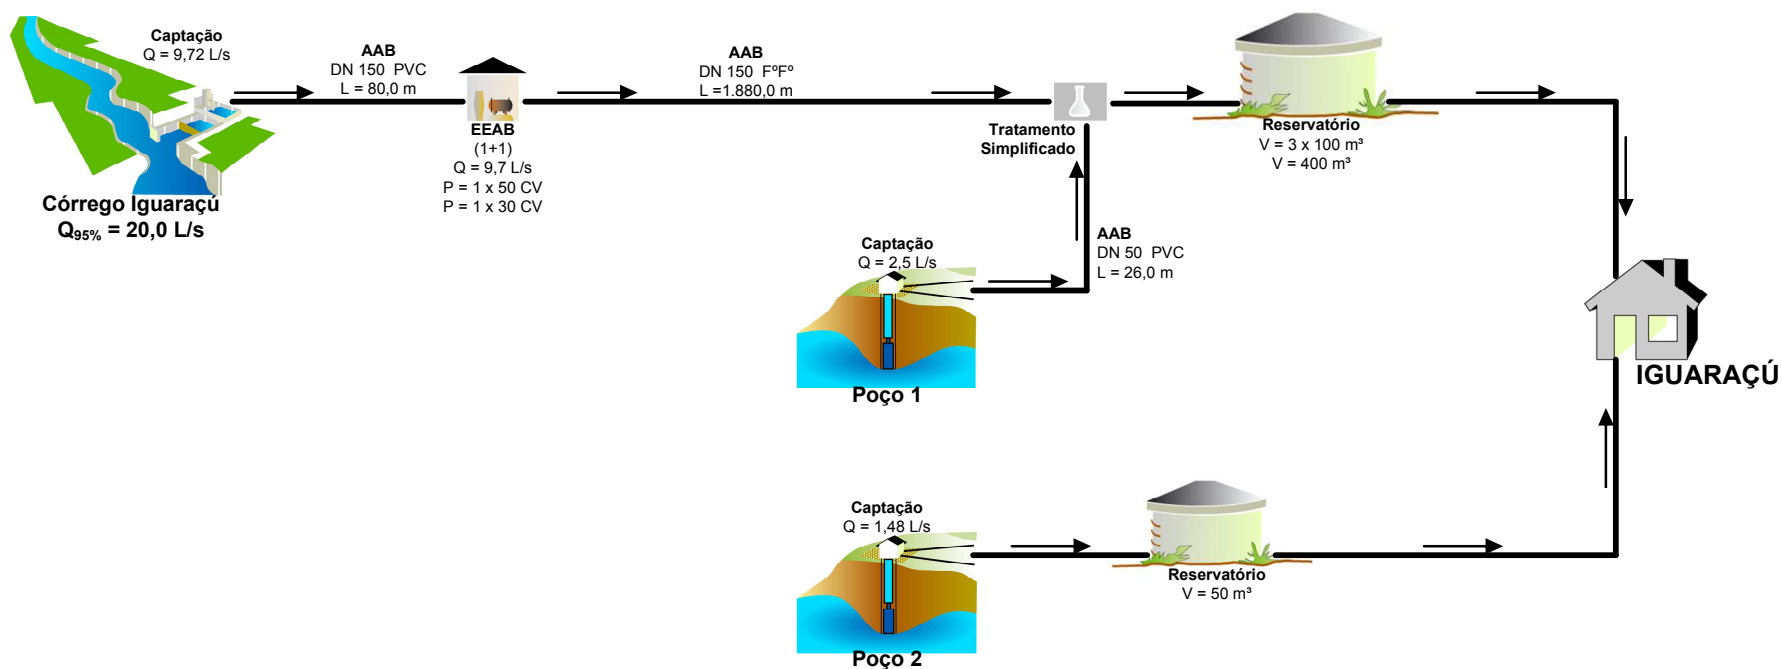 Captação
Q = 9,72 L/s
AAB
DN 150  PVC
L = 80,0 m
AAB
DN 150  FºFº
L =1.880,0 m
EEAB
(1+1)
Q = 9,7 L/s
P = 1 x 50 CV
P = 1 x 30 CV
Córrego Iguaraçú
Q95% = 20,0 L/s
Tratamento
Simplificado
Reservatório
V = 3 x 100 m³
V = 400 m³
Captação
Q = 2,5 L/s
AAB
DN 50  PVC
L = 26,0 m
Poço 1
IGUARAÇÚ
Captação
Q = 1,48 L/s
Reservatório
V = 50 m³
Poço 2